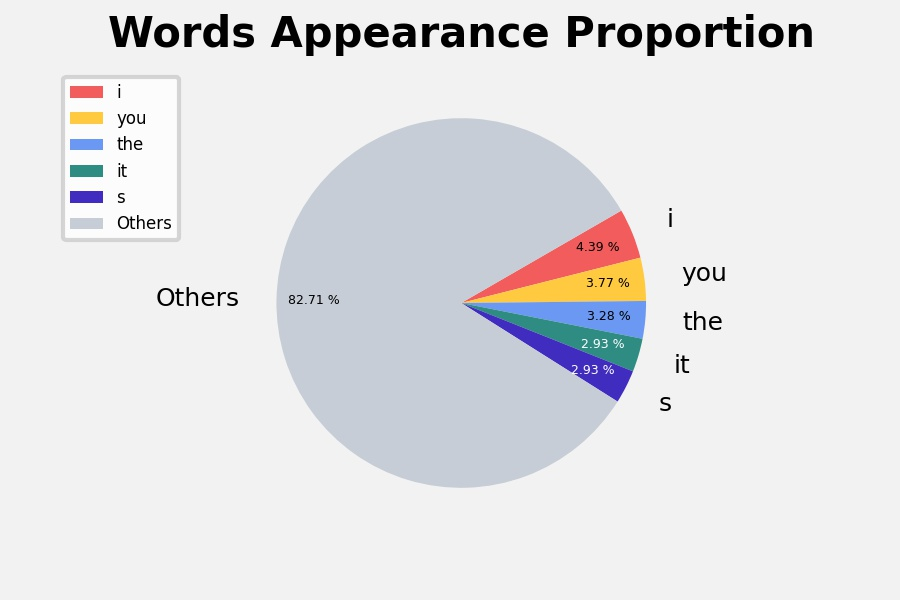 Words Appearance Proportion
i
you
the
it
s
Others
i
4.39 %
you
3.77 %
the
3.28 %
Others
82.71 %
it
2.93 %
s
2.93 %